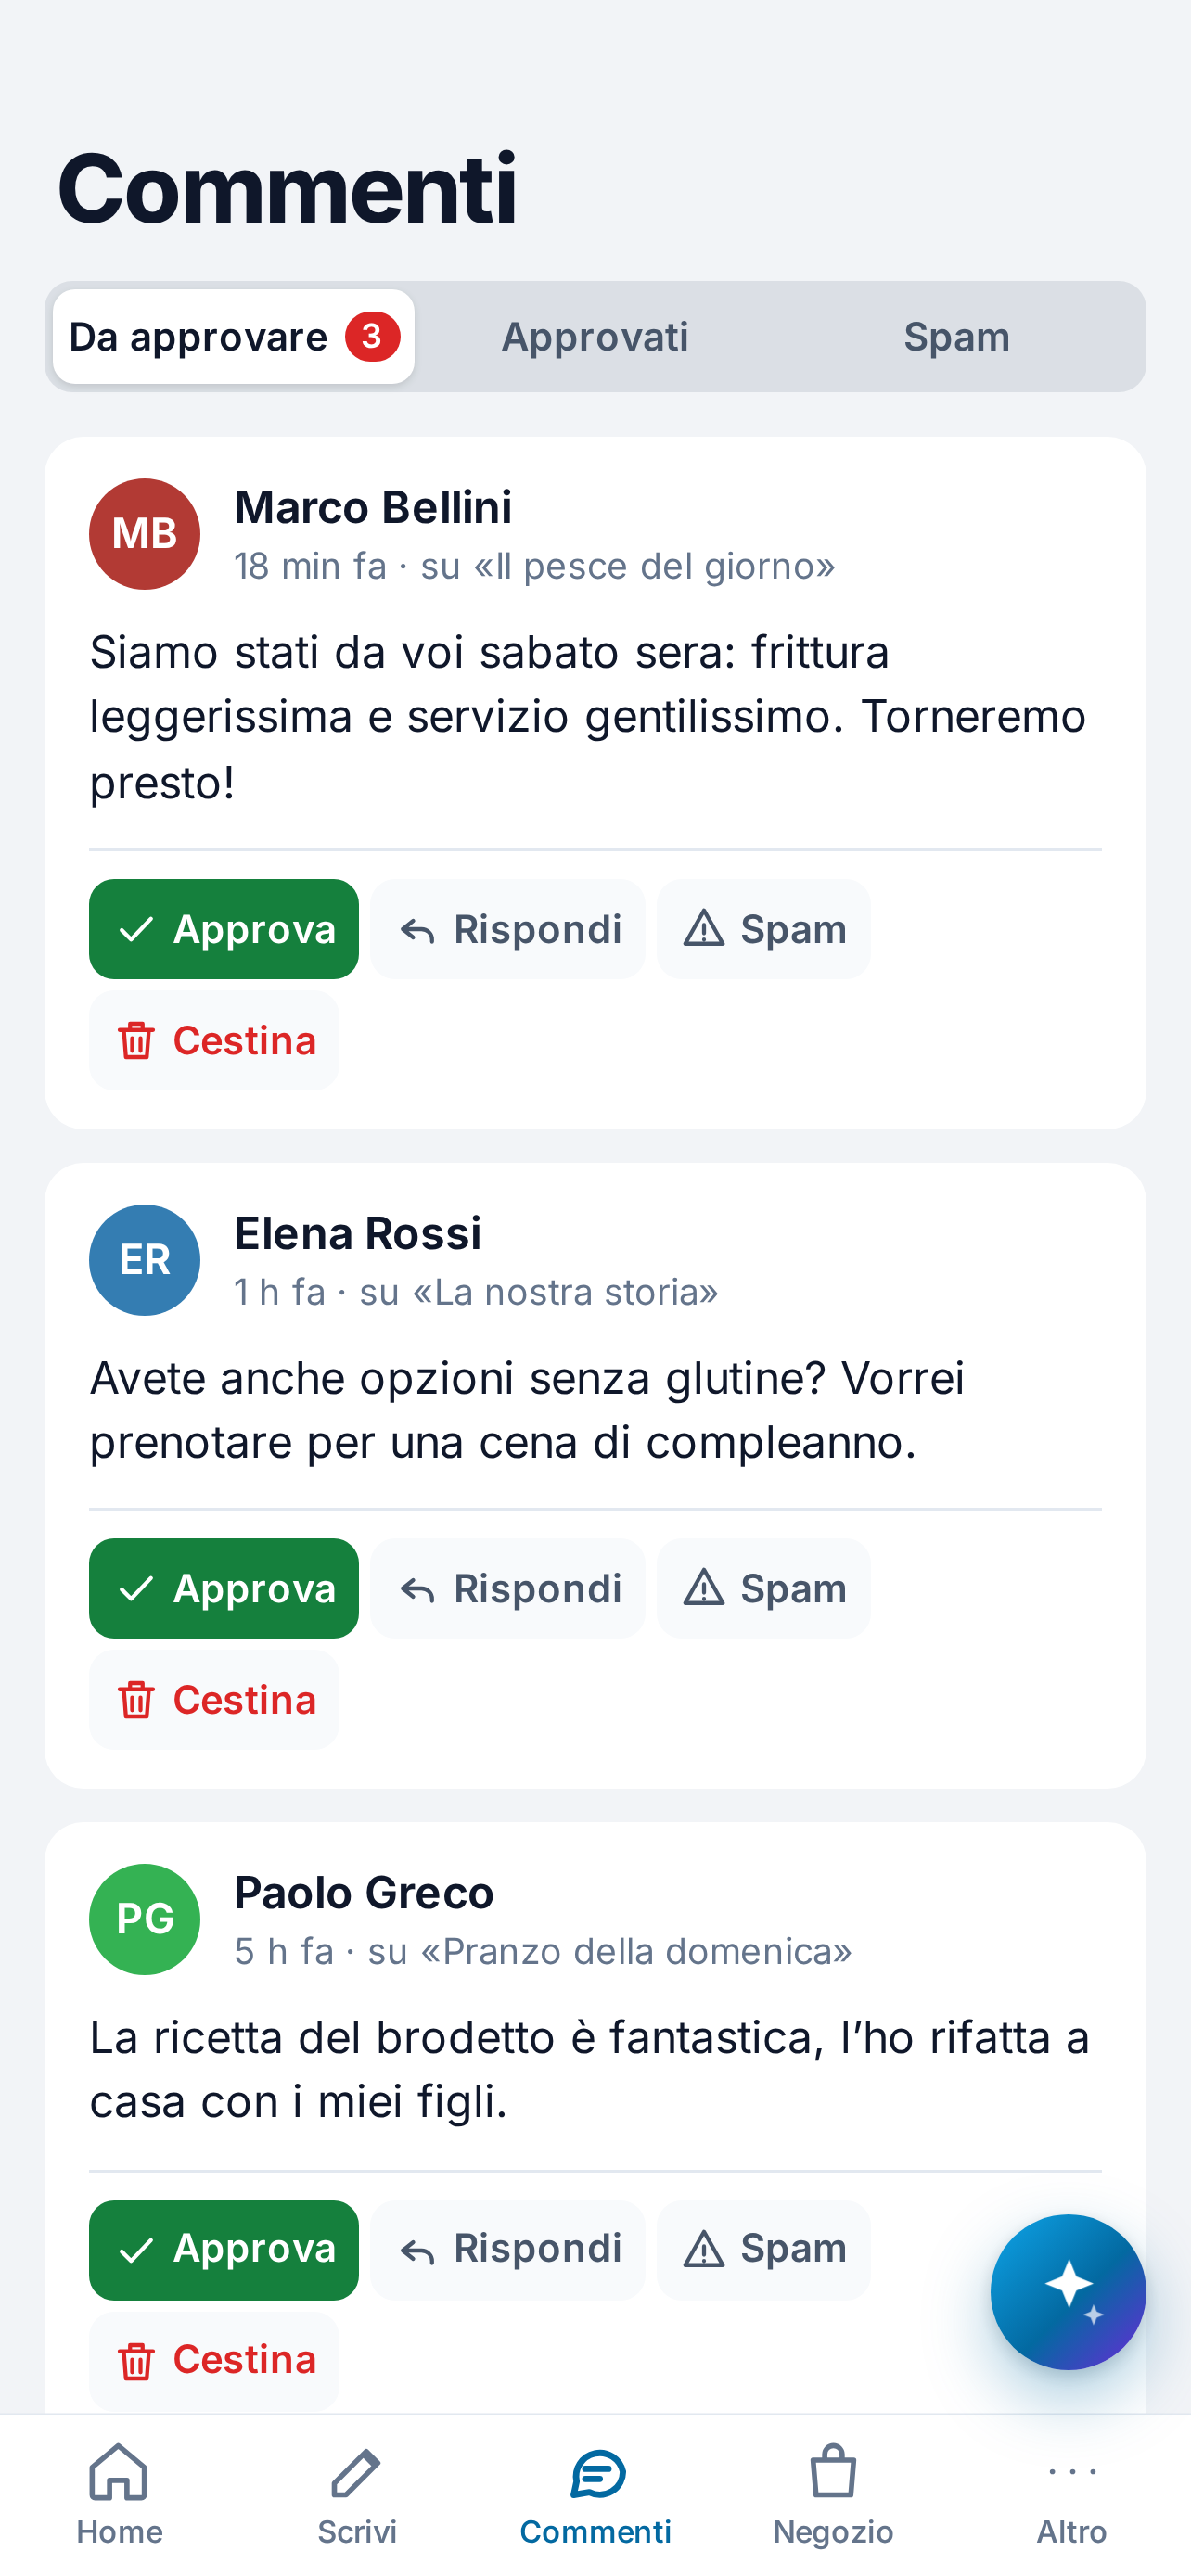 Commenti
Da approvare 3 Approvati Spam
MB
Marco Bellini
18 min fa · su «Il pesce del giorno»
Siamo stati da voi sabato sera: frittura
leggerissima e servizio gentilissimo. Torneremo
presto!
Approva Rispondi Spam
Cestina
ER
Elena Rossi
1 h fa · su «La nostra storia»
Avete anche opzioni senza glutine? Vorrei
prenotare per una cena di compleanno.
Approva Rispondi Spam
Cestina
PG
Paolo Greco
5 h fa · su «Pranzo della domenica»
La ricetta del brodetto è fantastica, l’ho rifatta a
casa con i miei figli.
Approva Rispondi Spam
Cestina
Home Scrivi Commenti Negozio Altro